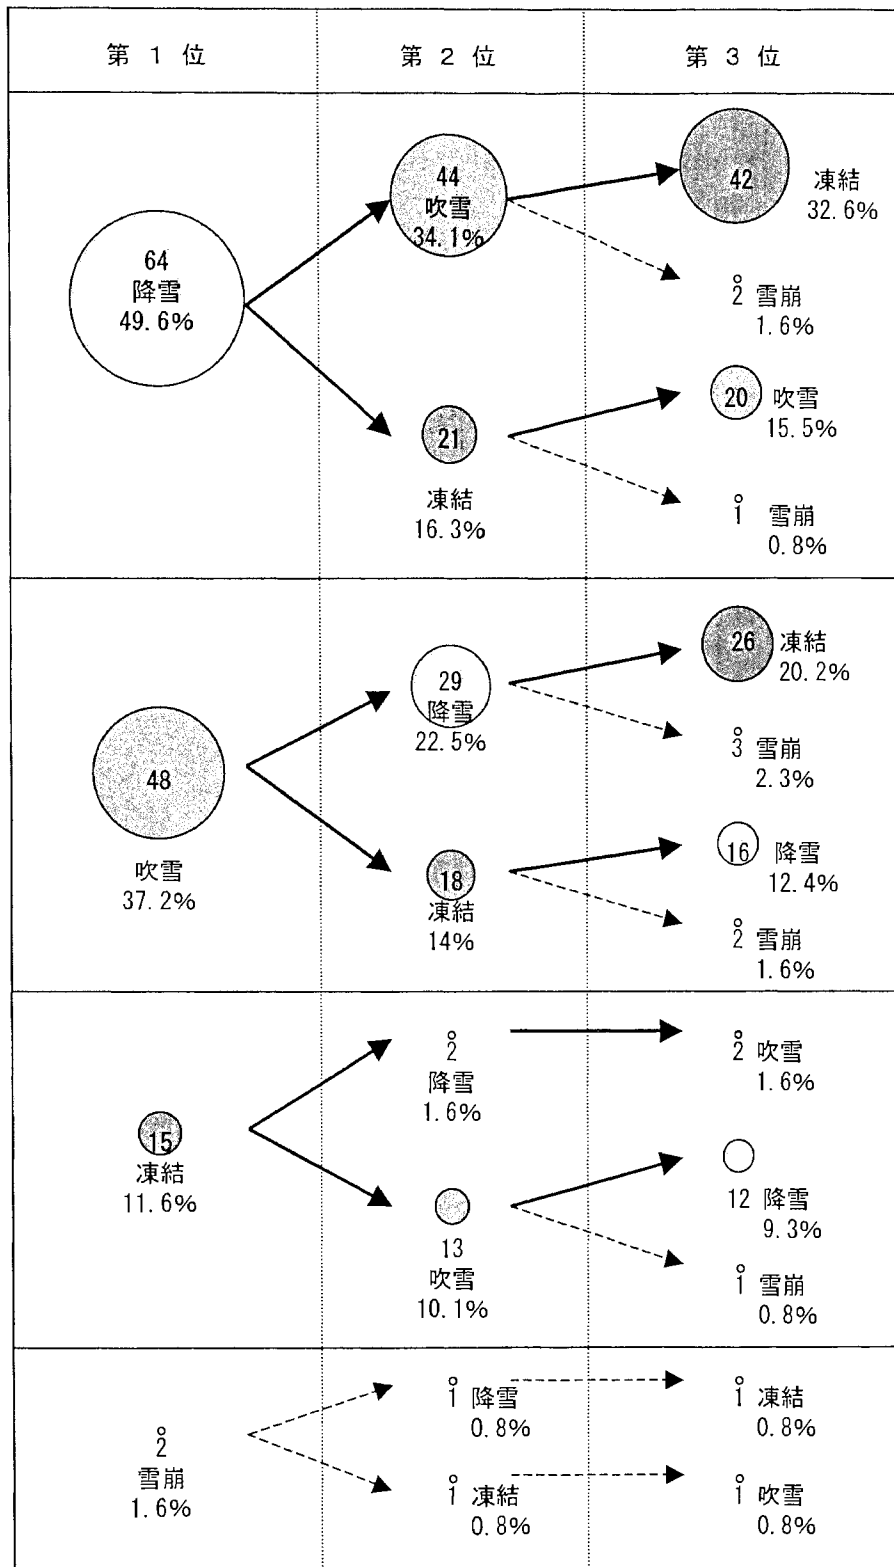 第 1 位
第 2 位
第 3 位
64
降雪
49.6%
44
吹雪
34.1%
42
凍結
32.6%
2 雪崩
1.6%
21
凍結
16.3%
20 吹雪
15.5%
1 雪崩
0.8%
48
吹雪
37.2%
29
降雪
22.5%
26 凍結
20.2%
3 雪崩
2.3%
18
凍結
14%
16 降雪
12.4%
2 雪崩
1.6%
15
凍結
11.6%
2
降雪
1.6%
2 吹雪
1.6%
13
吹雪
10.1%
12 降雪
9.3%
1 雪崩
0.8%
2
雪崩
1.6%
1 降雪
0.8%
1 凍結
0.8%
1 凍結
0.8%
1 吹雪
0.8%